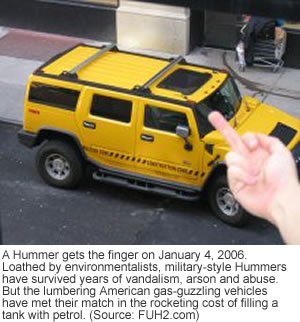 A Hummer gets the finger on January 4, 2006.
Loathed by environmentalists, military-style Hummers
have survived years of vandalism, arson and abuse.
But the lumbering American gas-guzzling vehicles
have met their match in the rocketing cost of filling a
tank with petrol. (Source: FUH2.com)